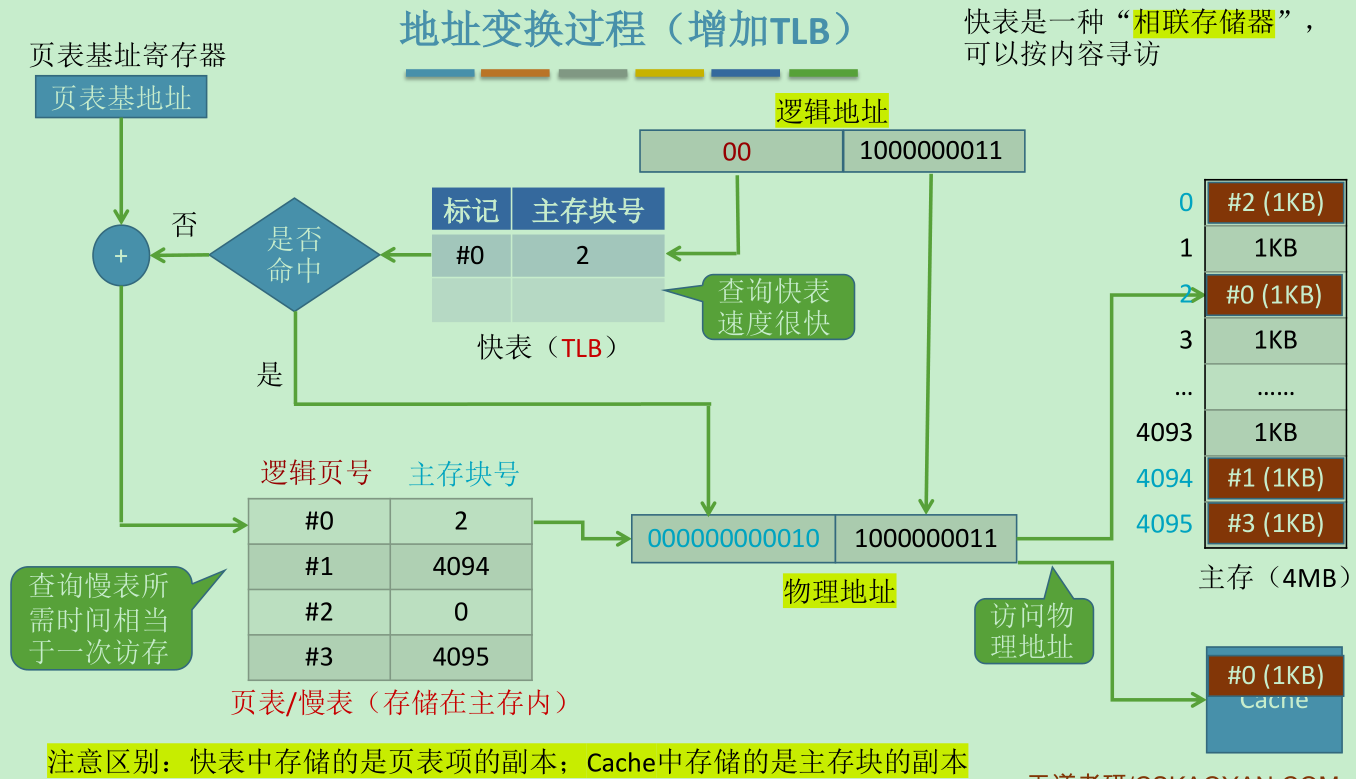 地址变换过程（增加TLB）
快表是一种“相联存储器”，
可以按内容寻访
页表基址寄存器
页表基地址
逻辑地址
00 1000000011
标记 主存块号
#0 2
快表（TLB）
查询快表
速度很快
+
否
是否
命中
是
逻辑页号 主存块号
#0 2
#1 4094
#2 0
#3 4095
页表/慢表（存储在主存内）
查询慢表所
需时间相当
于一次访存
000000000010 1000000011
物理地址
访问物
理地址
0 #2 (1KB)
1 1KB
2 #0 (1KB)
3 1KB
... ......
4093 1KB
4094 #1 (1KB)
4095 #3 (1KB)
主存（4MB）
#0 (1KB)
Cache
注意区别：快表中存储的是页表项的副本；Cache中存储的是主存块的副本